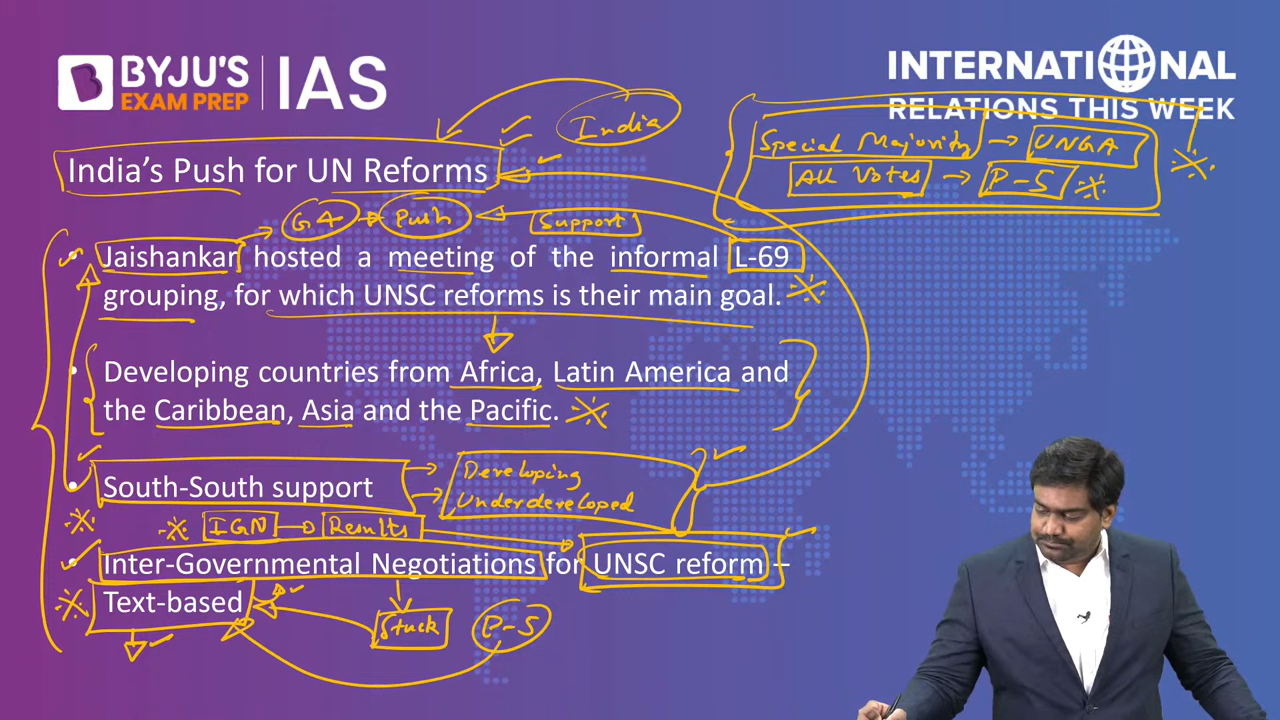 BYJU'S
EXAM PREP
IAS
INTERNATIONAL
RELATIONS THIS WEEK
India
Special Majority → UNGA
All Votes → P-5
India's Push for UN Reforms
GA → Push
Support
• Jaishankar hosted a meeting of the informal L-69
grouping, for which UNSC reforms is their main goal.
• Developing countries from Africa, Latin America and
the Caribbean, Asia and the Pacific.
• South-South support
Developing
Underdeveloped
IGN → Results
• Inter-Governmental Negotiations for UNSC reform –
Text-based
Stuck
P-5